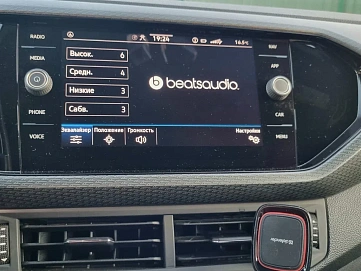 RADIO
MEDIA
PHONE
VOICE
19:24
16.5°C
NAV
APP
CAR
MENU
Высок. 6
Средн. 4
Низкие 3
Сабв. 3
beatsaudio.
Эквалайзер Положение Громкость Настройки